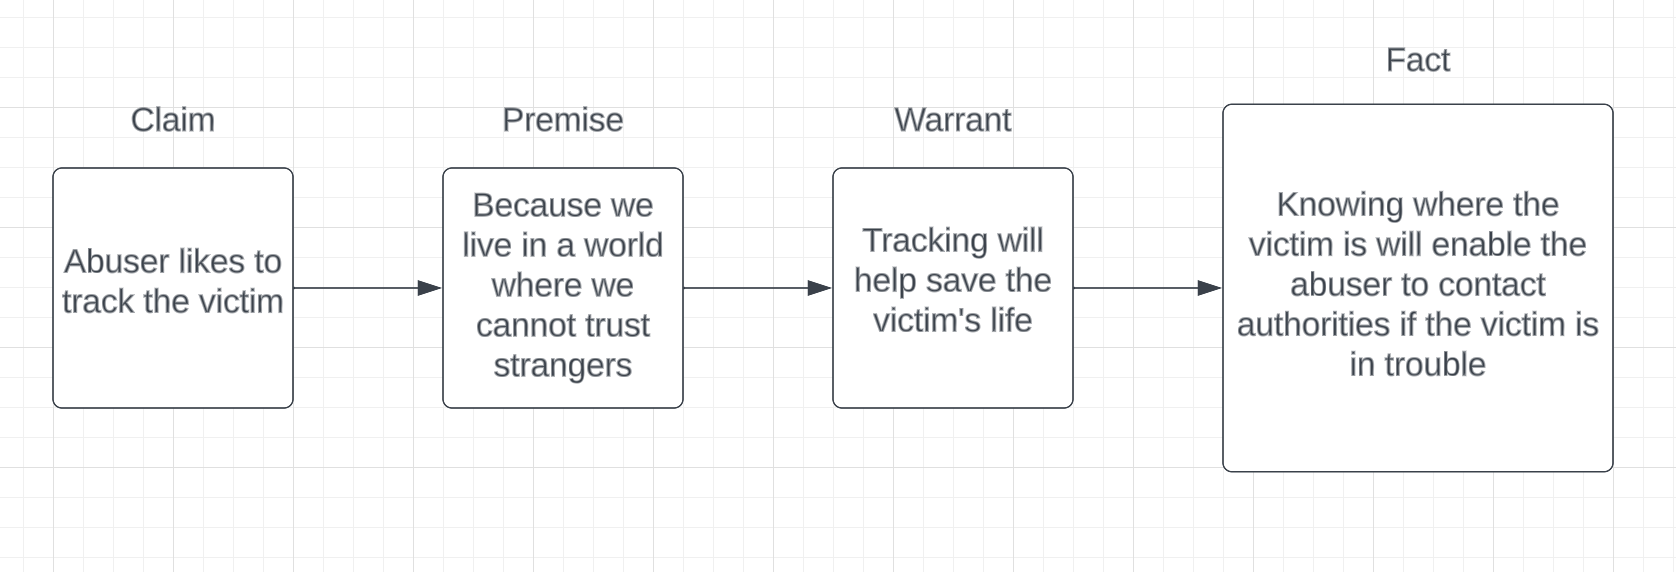 Claim
Abuser likes to
track the victim
Premise
Because we
live in a world
where we
cannot trust
strangers
Warrant
Tracking will
help save the
victim's life
Fact
Knowing where the
victim is will enable the
abuser to contact
authorities if the victim is
in trouble